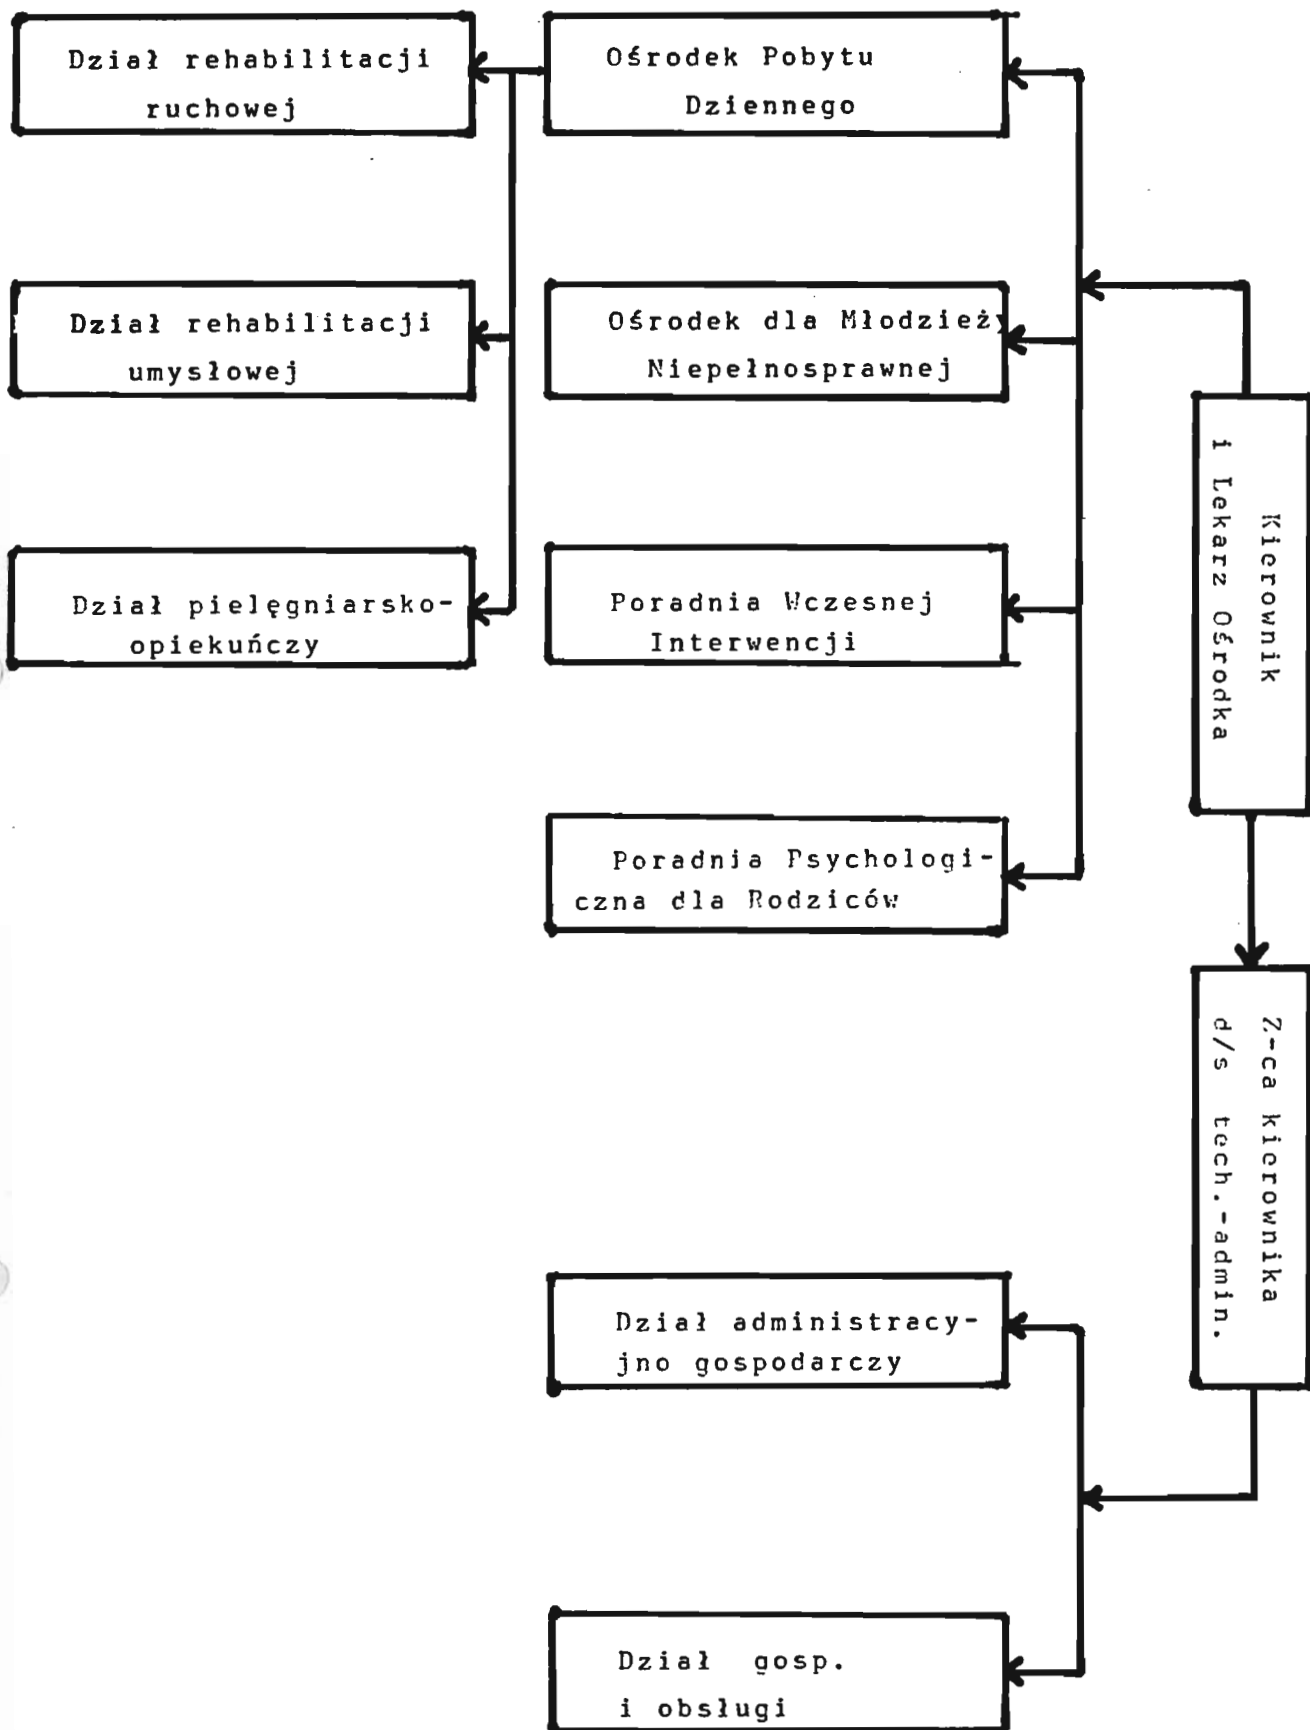 Dział rehabilitacji
ruchowej
Ośrodek Pobytu
Dziennego
Dział rehabilitacji
umysłowej
Ośrodek dla Młodzieży
Niepełnosprawnej
Kierownik
i Lekarz Ośrodka
Dział pielęgniarsko-
opiekuńczy
Poradnia Wczesnej
Interwencji
Poradnia Psychologi-
czna dla Rodziców
Z-ca kierownika
d/s tech.-admin.
Dział administracy-
jno gospodarczy
Dział gosp.
i obsługi